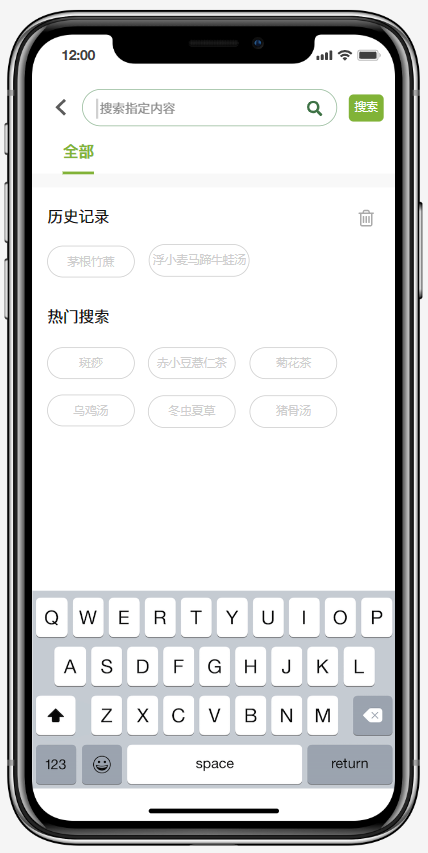 12:00
搜索指定内容
搜索
全部
历史记录
茅根竹蔗
浮小麦马蹄牛蛙汤
热门搜索
斑痧
赤小豆薏仁茶
菊花茶
乌鸡汤
冬虫夏草
猪骨汤
Q W E R T Y U I O P
A S D F G H J K L
Z X C V B N M
123 space return